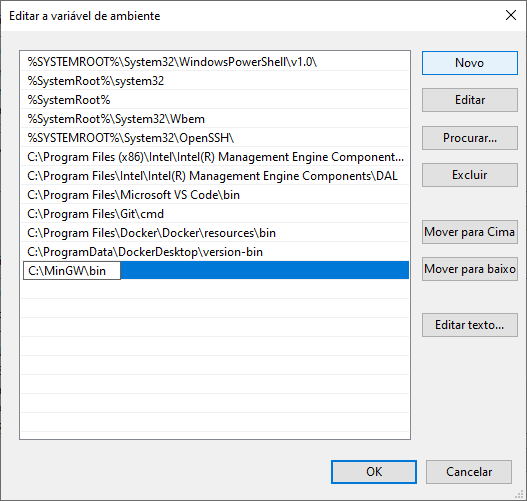 Editar a variável de ambiente
%SYSTEMROOT%\System32\WindowsPowerShell\v1.0\
%SystemRoot%\system32
%SystemRoot%
%SystemRoot%\System32\Wbem
%SYSTEMROOT%\System32\OpenSSH\
C:\Program Files (x86)\Intel\Intel(R) Management Engine Component...
C:\Program Files\Intel\Intel(R) Management Engine Components\DAL
C:\Program Files\Microsoft VS Code\bin
C:\Program Files\Git\cmd
C:\Program Files\Docker\Docker\resources\bin
C:\ProgramData\DockerDesktop\version-bin
C:\MinGW\bin
Novo
Editar
Procurar...
Excluir
Mover para Cima
Mover para baixo
Editar texto...
OK
Cancelar